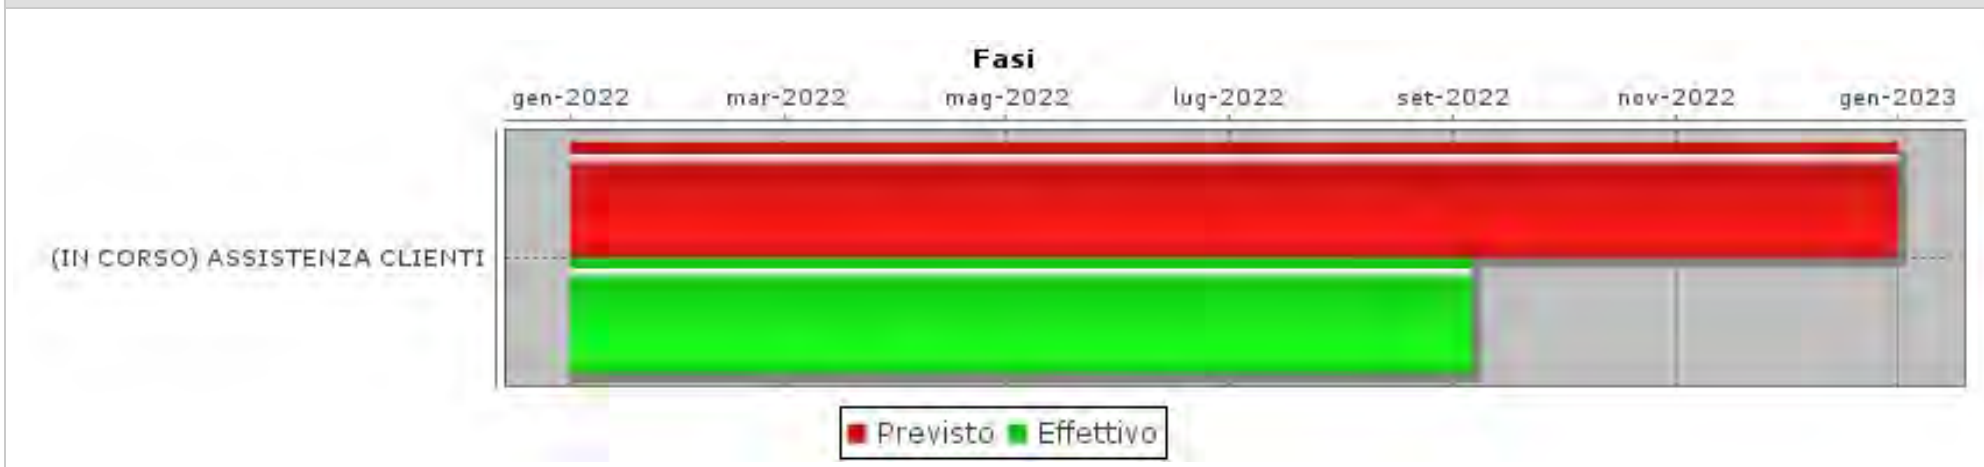 Fasi
gen-2022 mar-2022 mag-2022 lug-2022 set-2022 nov-2022 gen-2023
(IN CORSO) ASSISTENZA CLIENTI
Previsto Effettivo